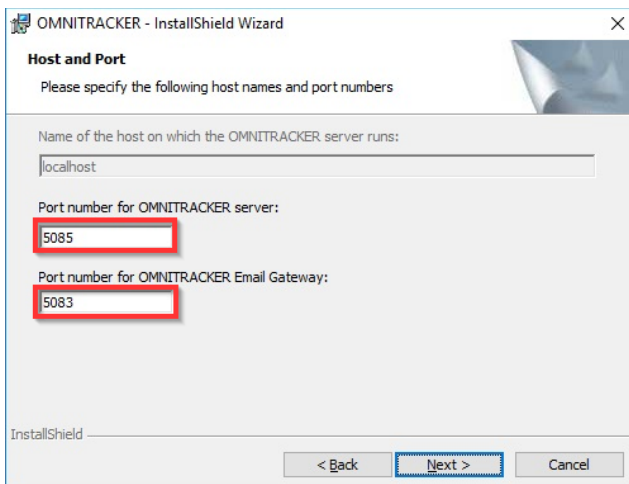 OMNITRACKER - InstallShield Wizard
Host and Port
Please specify the following host names and port numbers
Name of the host on which the OMNITRACKER server runs:
localhost
Port number for OMNITRACKER server:
5085
Port number for OMNITRACKER Email Gateway:
5083
InstallShield
< Back
Next >
Cancel